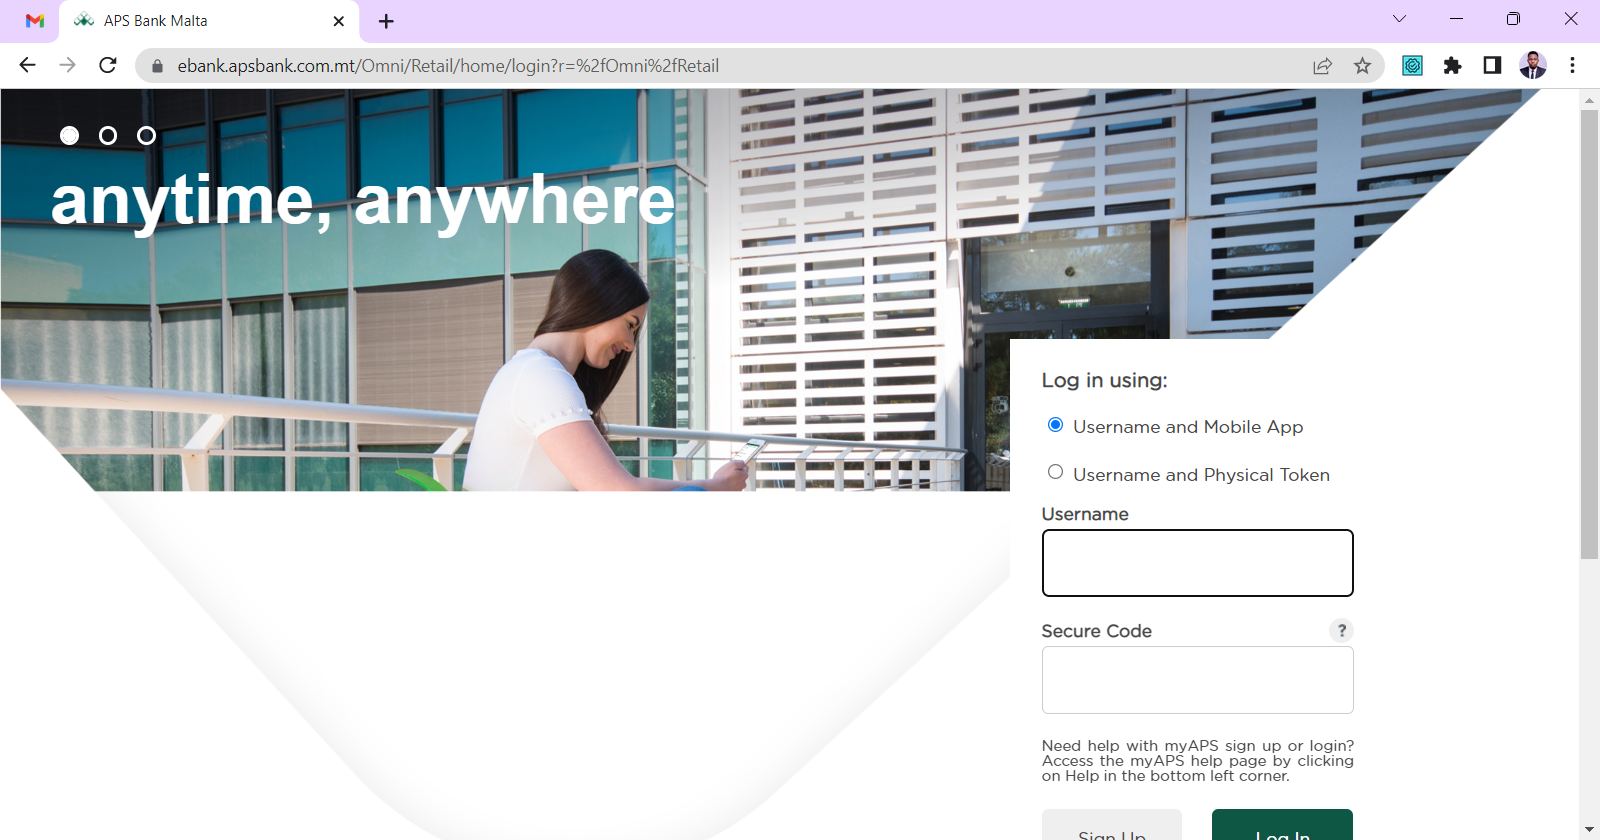 APS Bank Malta
ebank.apsbank.com.mt/Omni/Retail/home/login?r=%2fOmni%2fRetail
anytime, anywhere
Log in using:
Username and Mobile App
Username and Physical Token
Username
Secure Code ?
Need help with myAPS sign up or login?
Access the myAPS help page by clicking
on Help in the bottom left corner.
Sign Up Log In